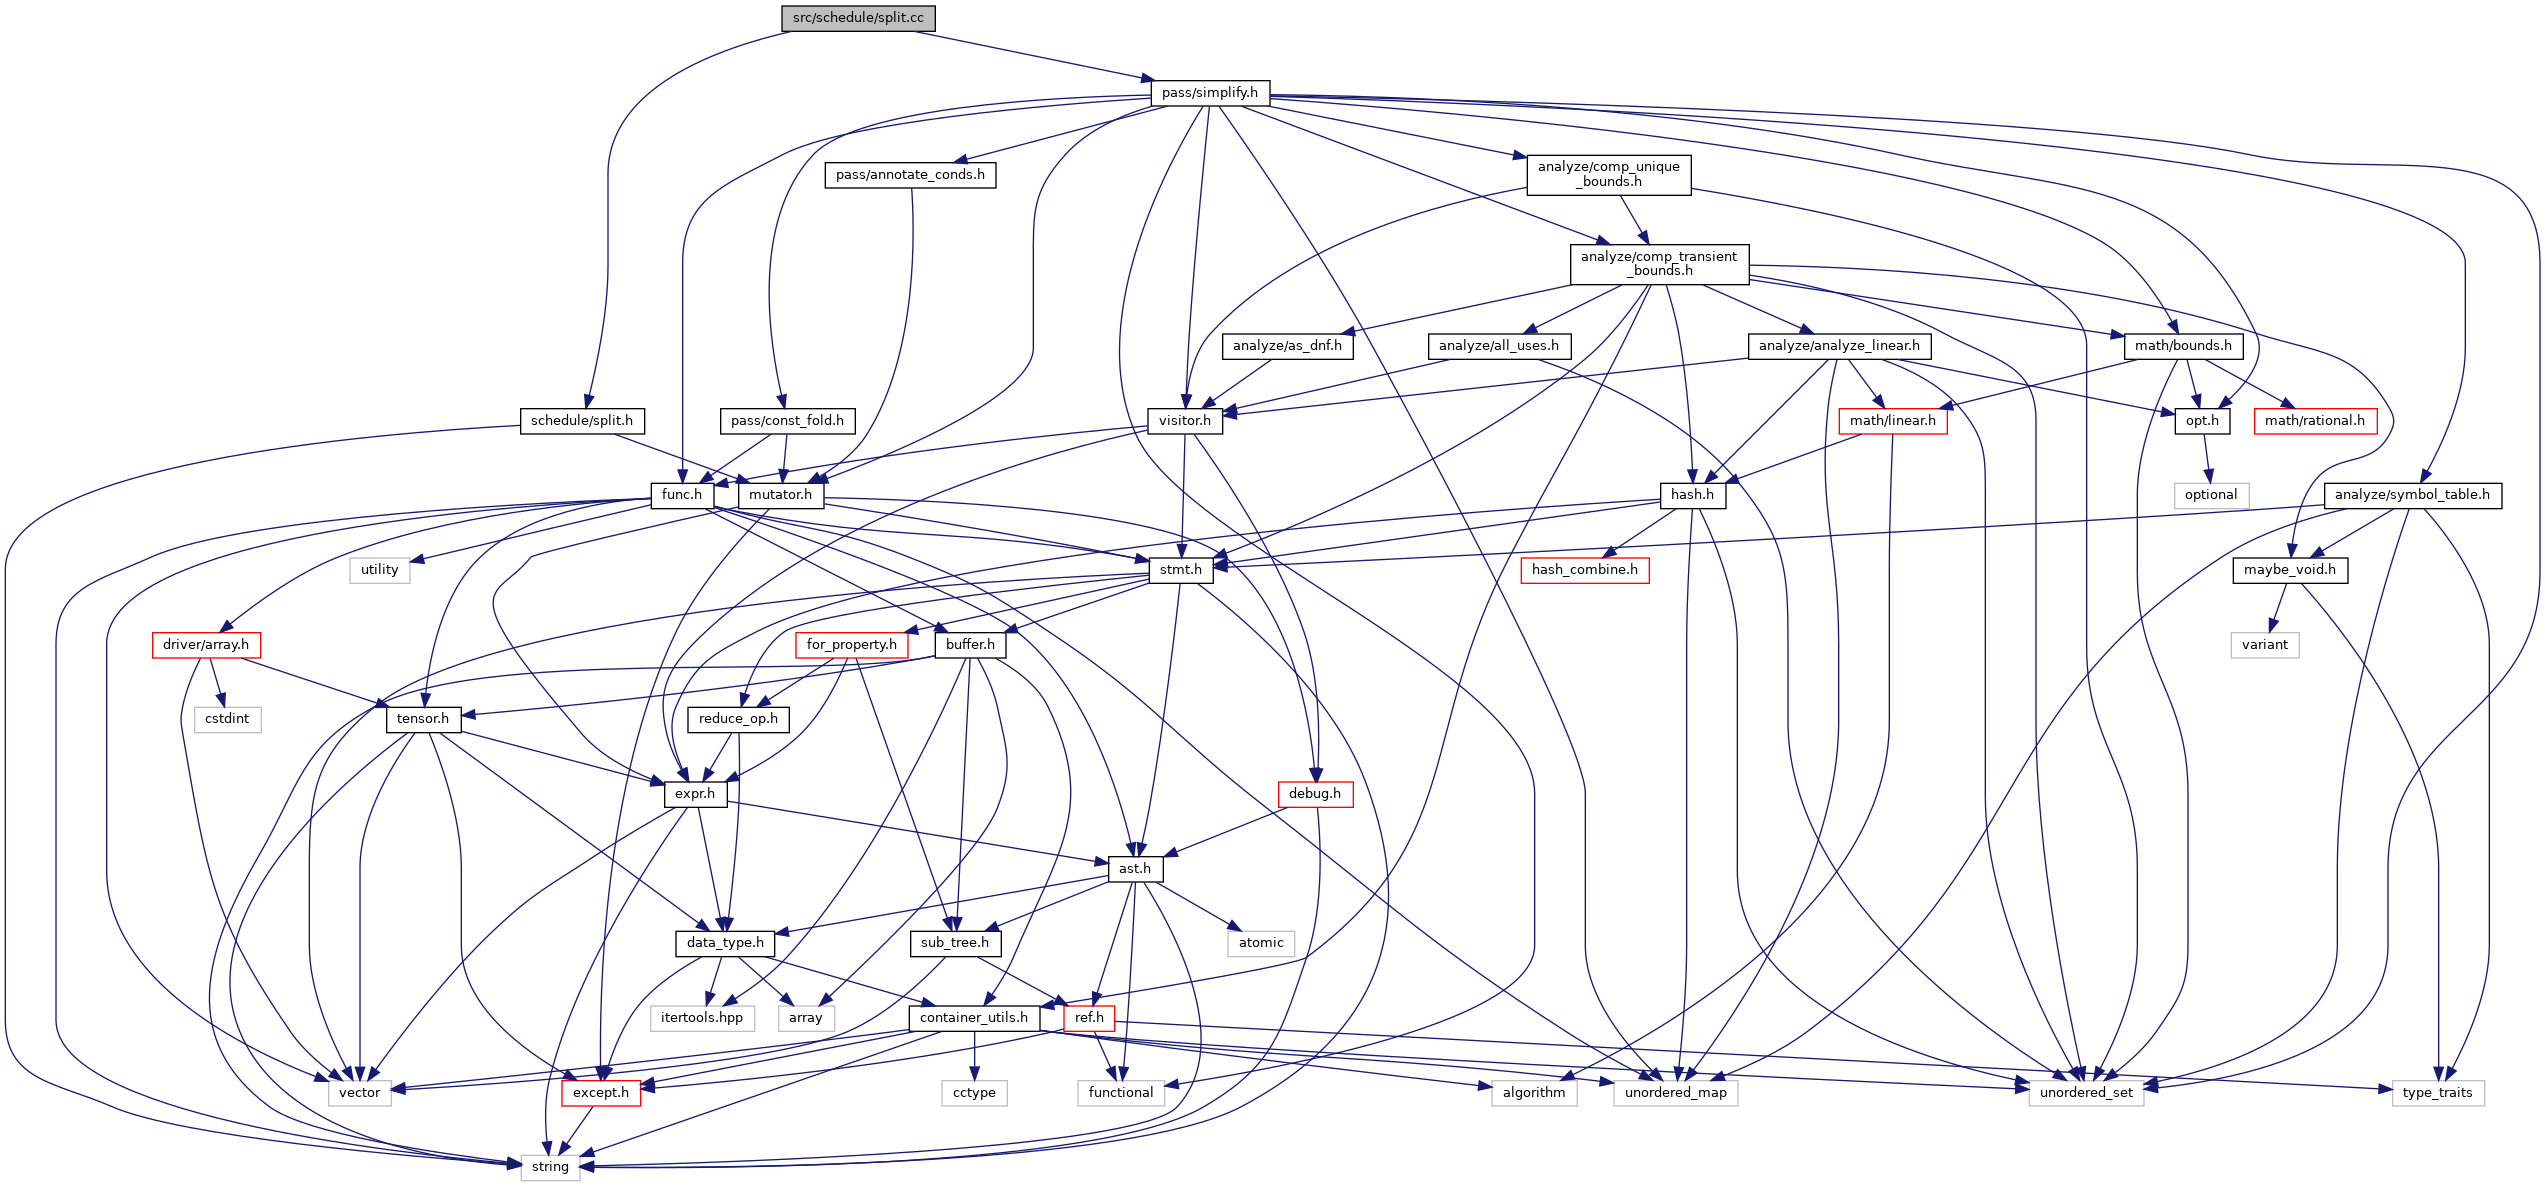 src/schedule/split.cc
pass/simplify.h
pass/annotate_conds.h
analyze/comp_unique
_bounds.h
analyze/comp_transient
_bounds.h
analyze/as_dnf.h
analyze/all_uses.h
analyze/analyze_linear.h
math/bounds.h
schedule/split.h
pass/const_fold.h
visitor.h
math/linear.h
opt.h
math/rational.h
func.h
mutator.h
hash.h
optional
analyze/symbol_table.h
utility
stmt.h
hash_combine.h
maybe_void.h
driver/array.h
for_property.h
buffer.h
variant
cstdint
tensor.h
reduce_op.h
expr.h
debug.h
ast.h
data_type.h
sub_tree.h
atomic
itertools.hpp
array
container_utils.h
ref.h
vector
except.h
cctype
functional
algorithm
unordered_map
unordered_set
type_traits
string